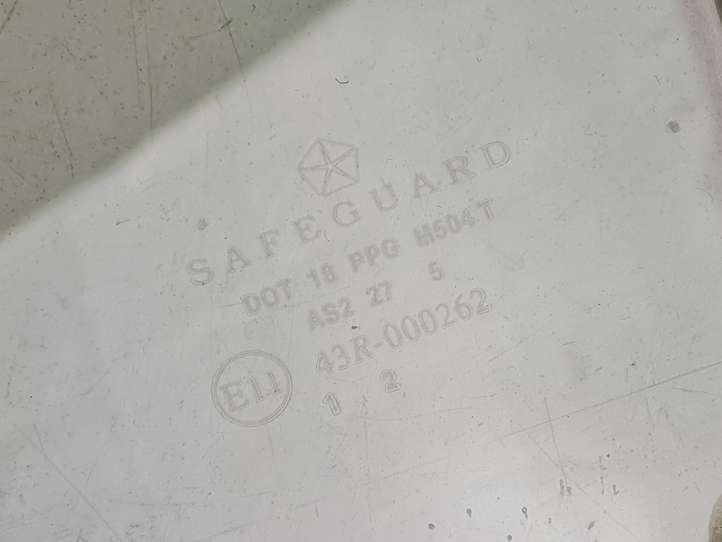 SAFEGUARD
DOT 18 PPG M504T
AS2 27 5
E11
43R-000262
1 2